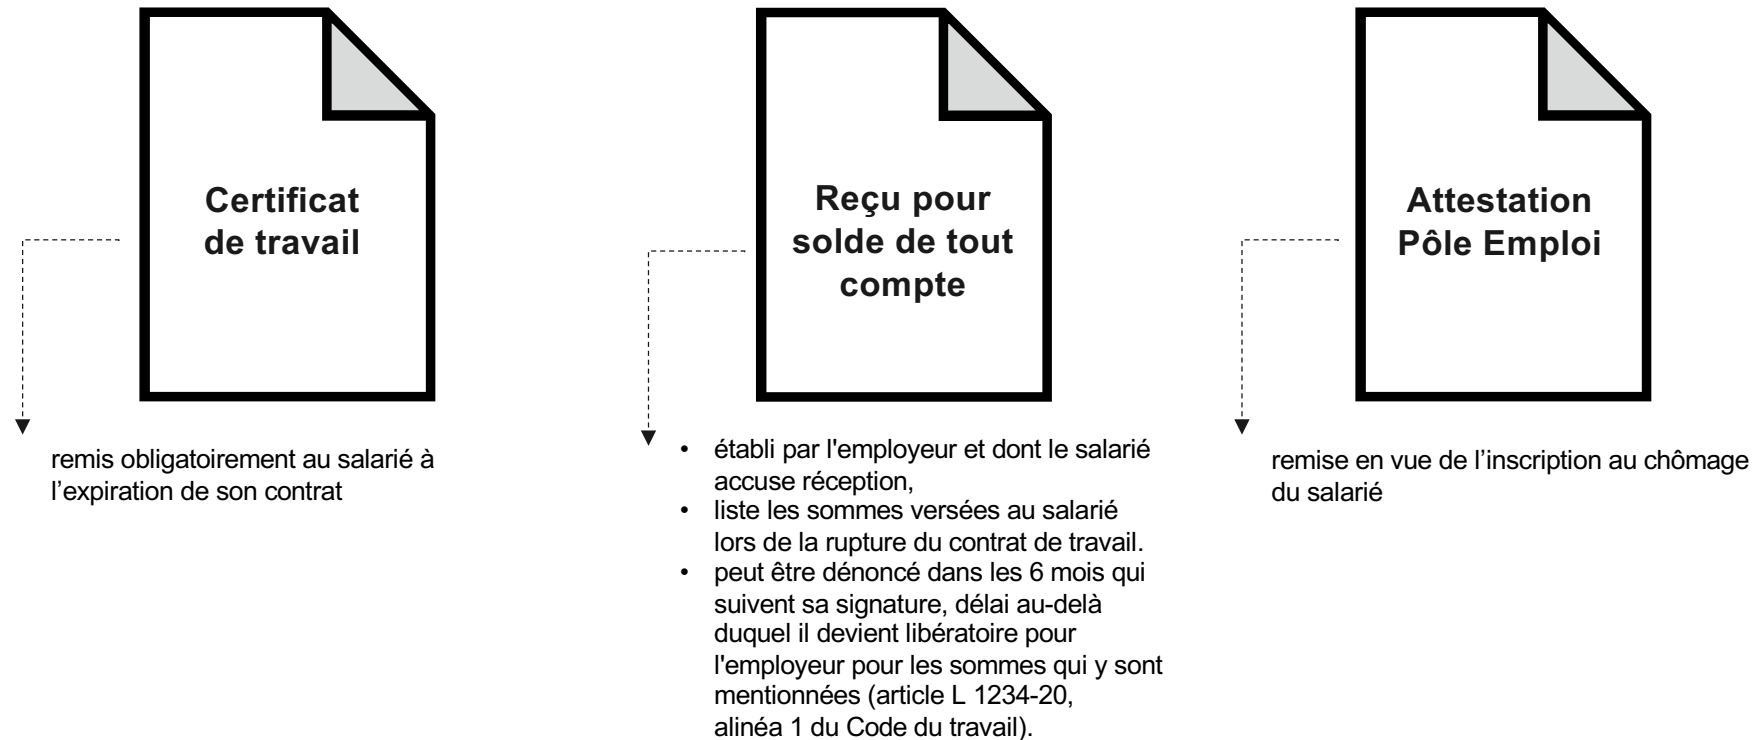 Certificat
de travail
remis obligatoirement au salarié à
l’expiration de son contrat
Reçu pour
solde de tout
compte
• établi par l'employeur et dont le salarié
accuse réception,
• liste les sommes versées au salarié
lors de la rupture du contrat de travail.
• peut être dénoncé dans les 6 mois qui
suivent sa signature, délai au-delà
duquel il devient libératoire pour
l'employeur pour les sommes qui y sont
mentionnées (article L 1234-20,
alinéa 1 du Code du travail).
Attestation
Pôle Emploi
remise en vue de l’inscription au chômage
du salarié